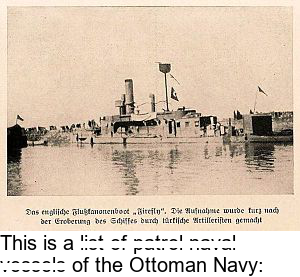 Das englische Flußkanonenboot „Firefly“. Die Aufnahme wurde kurz nach
der Eroberung des Schiffes durch türkische Artilleristen gemacht
This is a list of patrol naval
vessels of the Ottoman Navy: